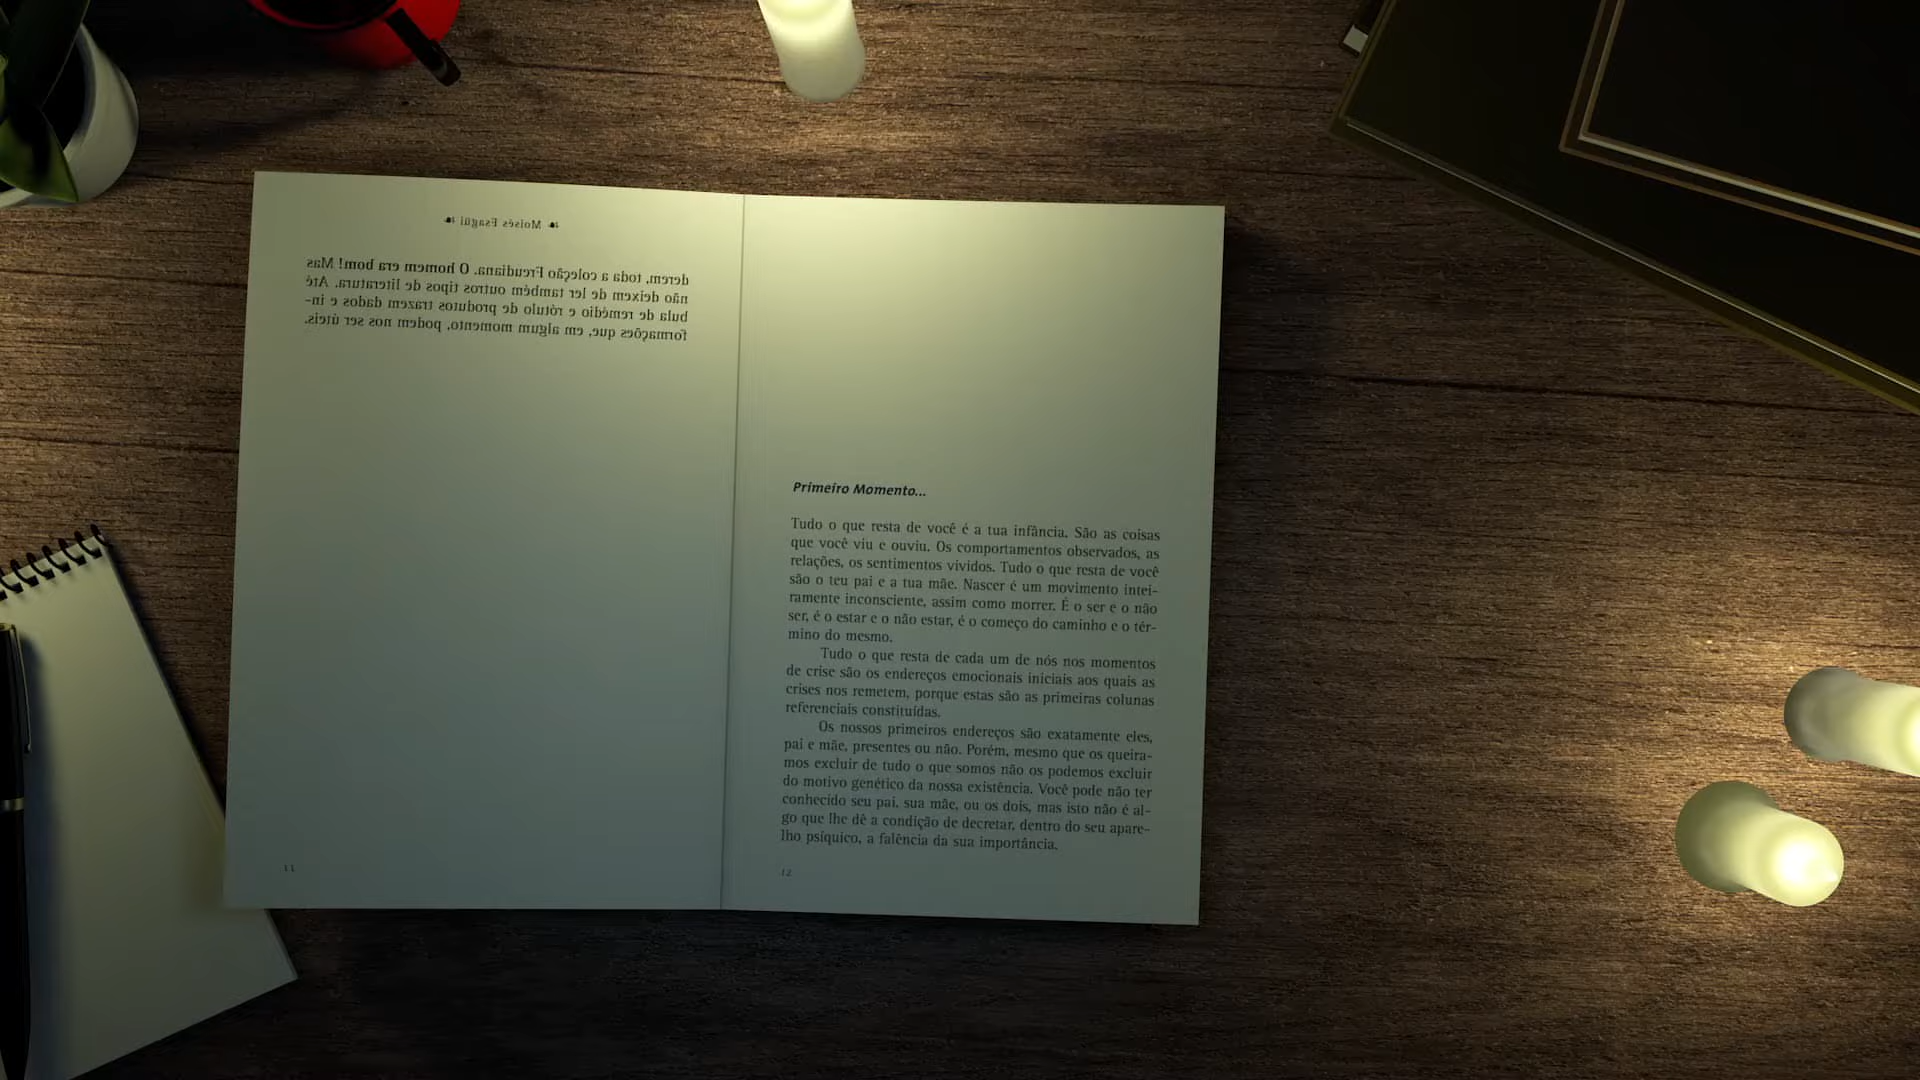 ❧ Moisés Esagüi ❧
derem, toda a coleção Freudiana. O homem era bom! Mas
não deixem de ler também outros tipos de literatura. Até
bula de remédio e rótulo de produtos trazem dados e in-
formações que, em algum momento, podem nos ser úteis.
11
Primeiro Momento...
Tudo o que resta de você é a tua infância. São as coisas
que você viu e ouviu. Os comportamentos observados, as
relações, os sentimentos vividos. Tudo o que resta de você
são o teu pai e a tua mãe. Nascer é um movimento intei-
ramente inconsciente, assim como morrer. É o ser e o não
ser, é o estar e o não estar, é o começo do caminho e o tér-
mino do mesmo.
Tudo o que resta de cada um de nós nos momentos
de crise são os endereços emocionais iniciais aos quais as
crises nos remetem, porque estas são as primeiras colunas
referenciais constituídas.
Os nossos primeiros endereços são exatamente eles,
pai e mãe, presentes ou não. Porém, mesmo que os queira-
mos excluir de tudo o que somos não os podemos excluir
do motivo genético da nossa existência. Você pode não ter
conhecido seu pai, sua mãe, ou os dois, mas isto não é al-
go que lhe dê a condição de decretar, dentro do seu apare-
lho psíquico, a falência da sua importância.
12